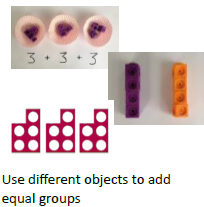 3 + 3 + 3
Use different objects to add
equal groups